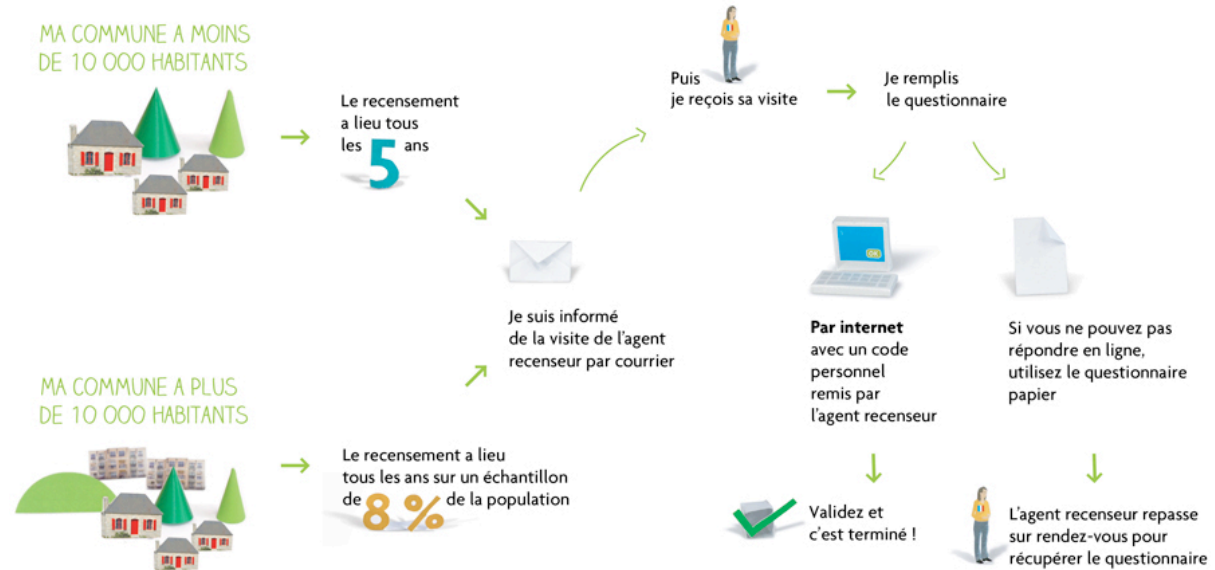 MA COMMUNE A MOINS
DE 10 000 HABITANTS
Le recensement
a lieu tous
les 5 ans
MA COMMUNE A PLUS
DE 10 000 HABITANTS
Le recensement a lieu
tous les ans sur un échantillon
de 8 % de la population
Je suis informé
de la visite de l'agent
recenseur par courrier
Puis
je reçois sa visite
Je remplis
le questionnaire
OK
Par internet
avec un code
personnel
remis par
l'agent recenseur
Validez et
c'est terminé !
Si vous ne pouvez pas
répondre en ligne,
utilisez le questionnaire
papier
L'agent recenseur repasse
sur rendez-vous pour
récupérer le questionnaire